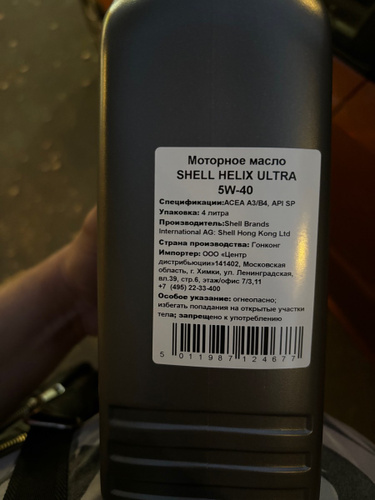 Моторное масло
SHELL HELIX ULTRA
5W-40
Спецификации:ACEA A3/B4, API SP
Упаковка: 4 литра
Производитель:Shell Brands
International AG: Shell Hong Kong Ltd
Страна производства: Гонконг
Импортер: ООО «Центр
дистрибьюции»141402, Московская
область, г. Химки, ул. Ленинградская,
вл.39, стр.6, этаж/офис 7/3,11
+7 (495) 22-33-400
Особое указание: огнеопасно;
избегать попадания на открытые участки
тела; запрещено к употреблению
5 011987 124677